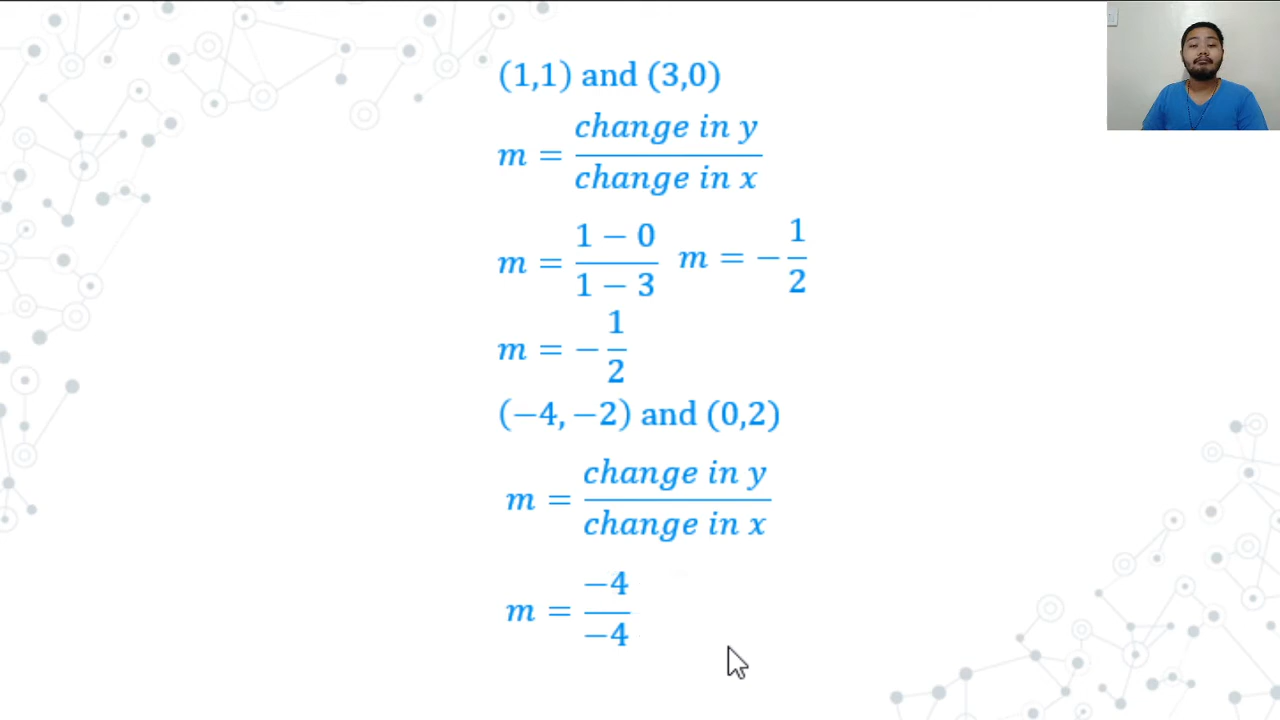 (1,1) and (3,0)
m = change in y / change in x
m = 1 − 0 / 1 − 3   m = − 1 / 2
m = − 1 / 2
(−4, −2) and (0,2)
m = change in y / change in x
m = −4 / −4